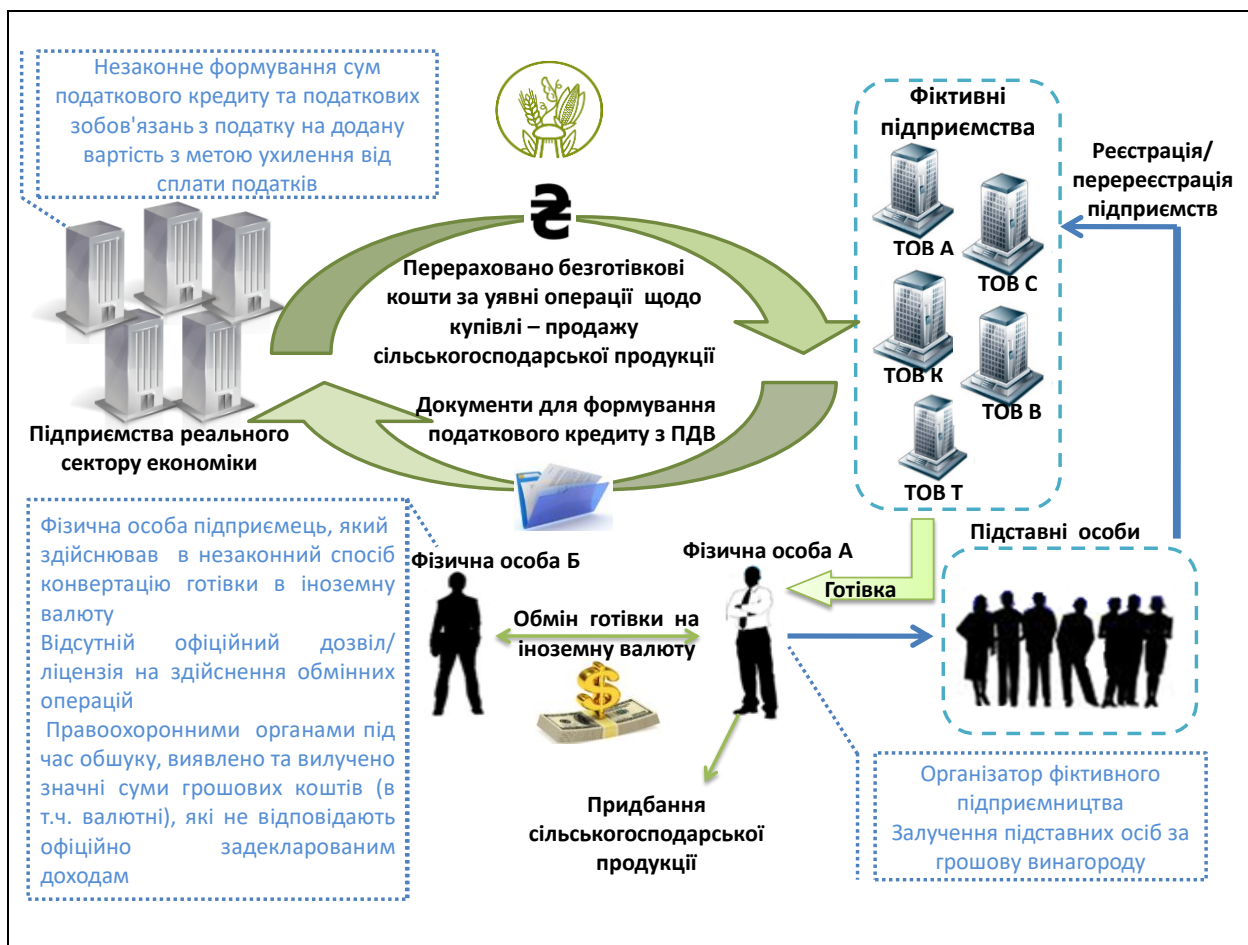 Незаконне формування сум
податкового кредиту та податкових
зобов'язань з податку на додану
вартість з метою ухилення від
сплати податків
Фіктивні
підприємства
ТОВ А
ТОВ С
ТОВ К
ТОВ В
ТОВ Т
Реєстрація/
перереєстрація
підприємств
₴
Перераховано безготівкові
кошти за уявні операції щодо
купівлі – продажу
сільськогосподарської продукції
Документи для формування
податкового кредиту з ПДВ
Підприємства реального
сектору економіки
Фізична особа підприємець, який
здійснював в незаконний спосіб
конвертацію готівки в іноземну
валюту
Відсутній офіційний дозвіл/
ліцензія на здійснення обмінних
операцій
Правоохоронними органами під
час обшуку, виявлено та вилучено
значні суми грошових коштів (в
т.ч. валютні), які не відповідають
офіційно задекларованим
доходам
Фізична особа Б
Фізична особа А
Готівка
Підставні особи
Обмін готівки на
іноземну валюту
$
Придбання
сільськогосподарської
продукції
Організатор фіктивного
підприємництва
Залучення підставних осіб за
грошову винагороду